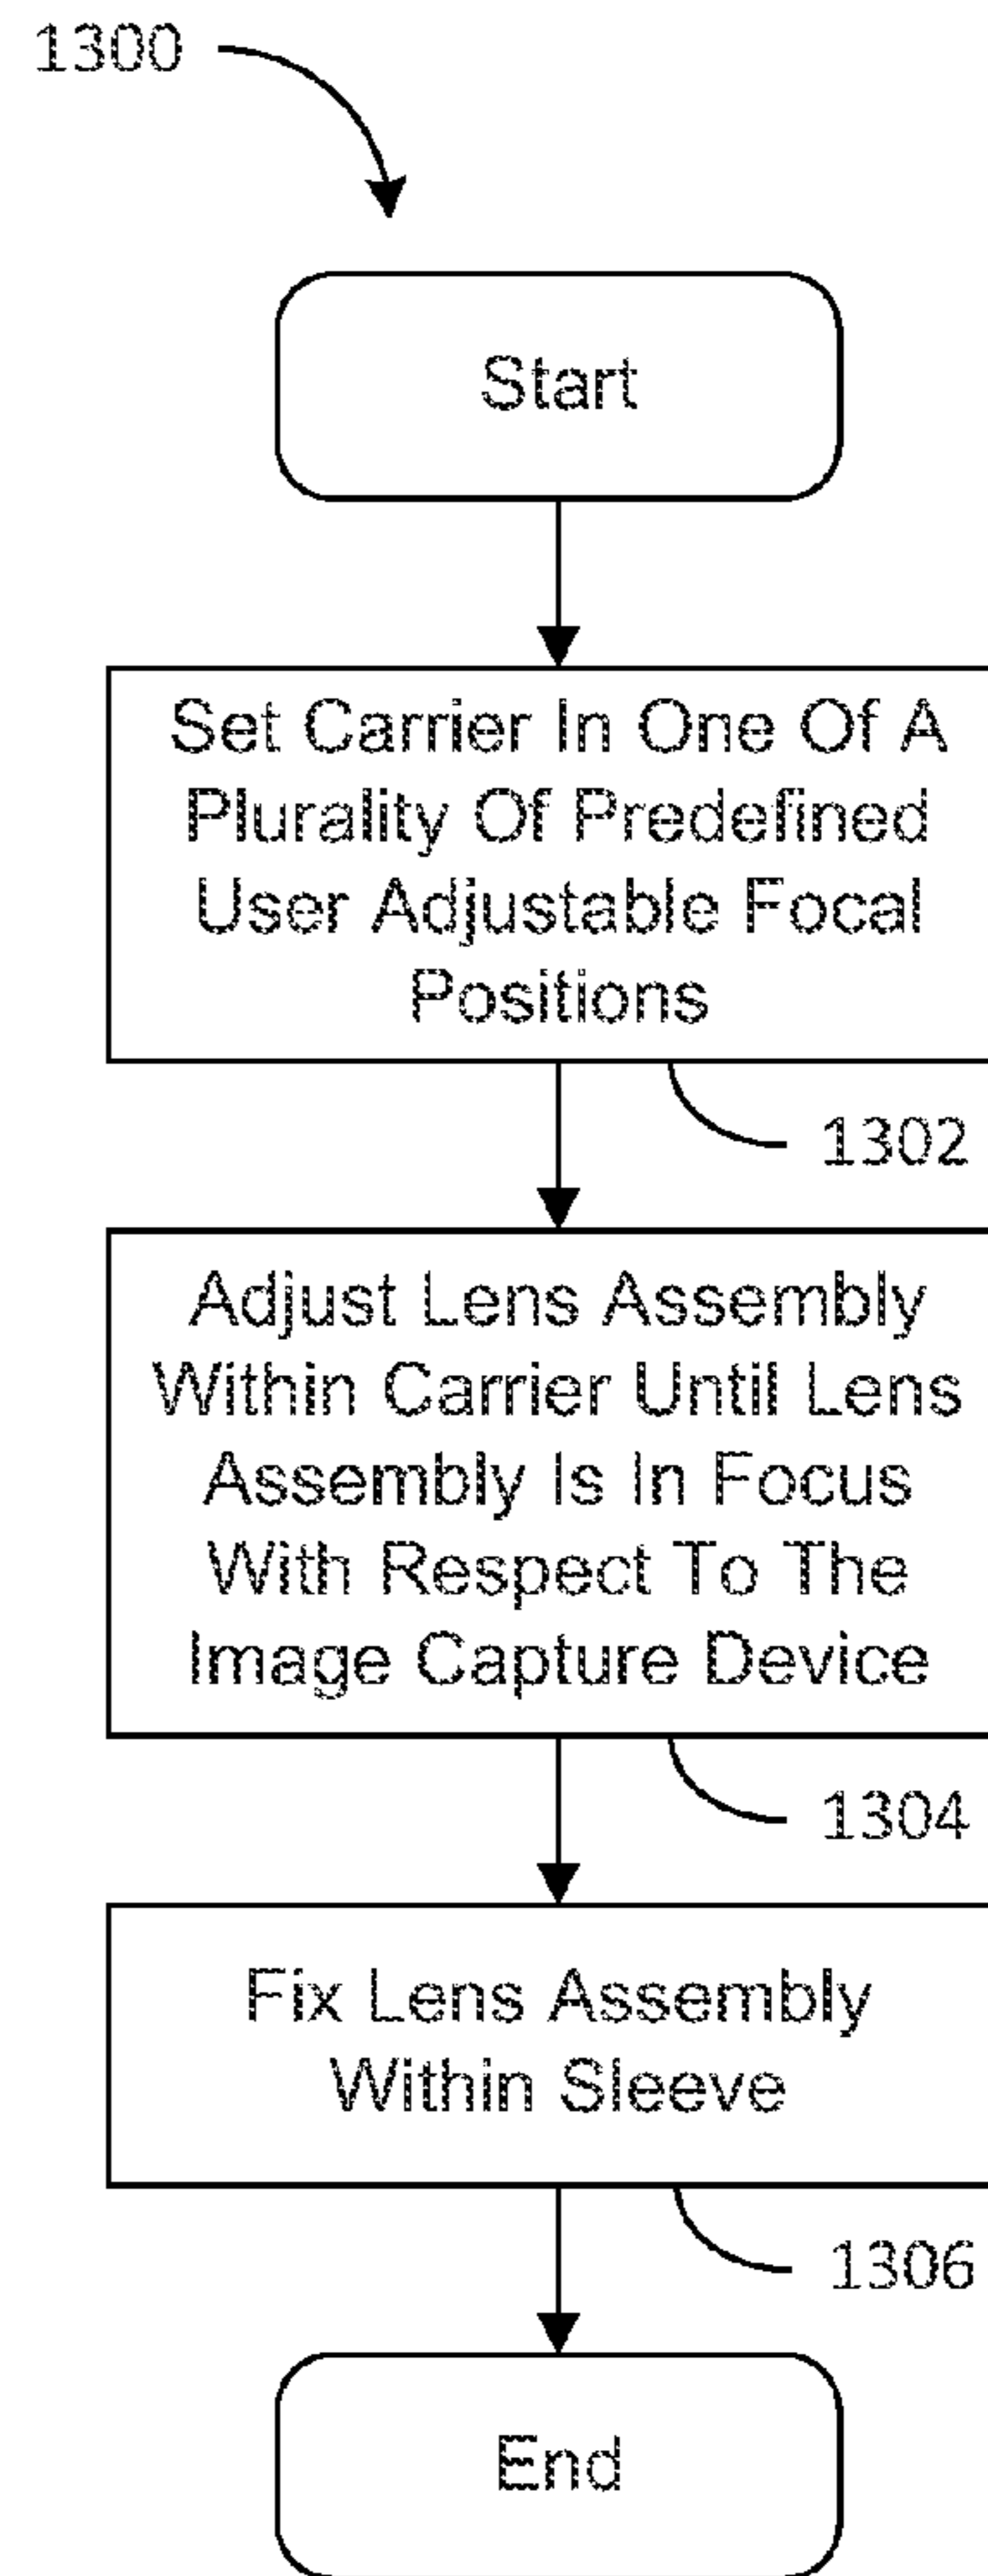 1300
Start
Set Carrier In One Of A
Plurality Of Predefined
User Adjustable Focal
Positions
1302
Adjust Lens Assembly
Within Carrier Until Lens
Assembly Is In Focus
With Respect To The
Image Capture Device
1304
Fix Lens Assembly
Within Sleeve
1306
End